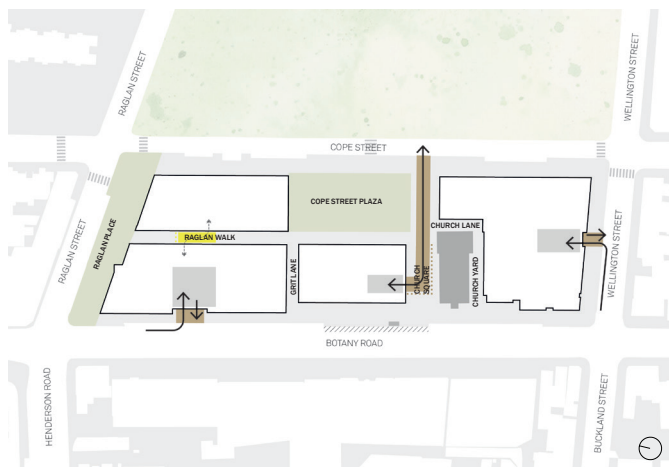 RAGLAN STREET
WELLINGTON STREET
COPE STREET
COPE STREET PLAZA
RAGLAN STREET
RAGLAN PLACE
RAGLAN WALK
GRIT LANE
CHURCH
SQUARE
CHURCH LANE
CHURCH YARD
WELLINGTON STREET
BOTANY ROAD
HENDERSON ROAD
BUCKLAND STREET